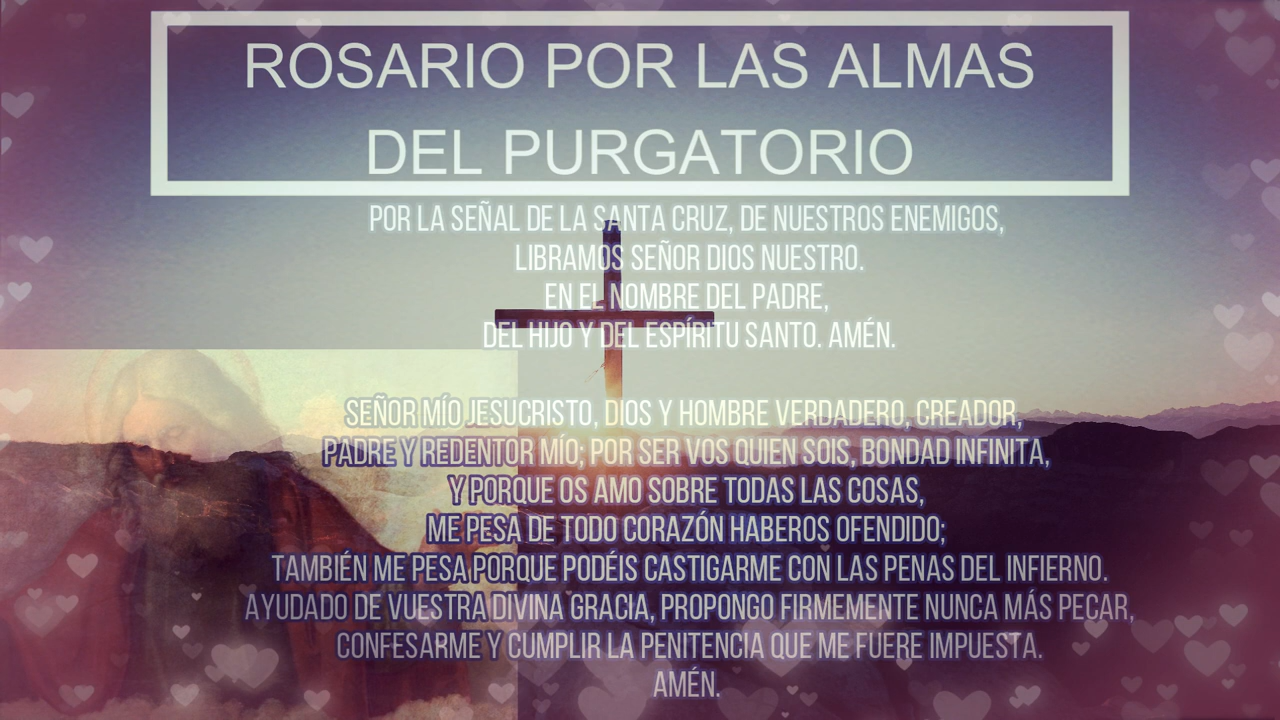 ROSARIO POR LAS ALMAS
DEL PURGATORIO
POR LA SEÑAL DE LA SANTA CRUZ, DE NUESTROS ENEMIGOS,
LIBRAMOS SEÑOR DIOS NUESTRO.
EN EL NOMBRE DEL PADRE,
DEL HIJO Y DEL ESPÍRITU SANTO. AMÉN.
SEÑOR MÍO JESUCRISTO, DIOS Y HOMBRE VERDADERO, CREADOR,
PADRE Y REDENTOR MÍO; POR SER VOS QUIEN SOIS, BONDAD INFINITA,
Y PORQUE OS AMO SOBRE TODAS LAS COSAS,
ME PESA DE TODO CORAZÓN HABEROS OFENDIDO;
TAMBIÉN ME PESA PORQUE PODÉIS CASTIGARME CON LAS PENAS DEL INFIERNO.
AYUDADO DE VUESTRA DIVINA GRACIA, PROPONGO FIRMEMENTE NUNCA MÁS PECAR,
CONFESARME Y CUMPLIR LA PENITENCIA QUE ME FUERE IMPUESTA.
AMÉN.